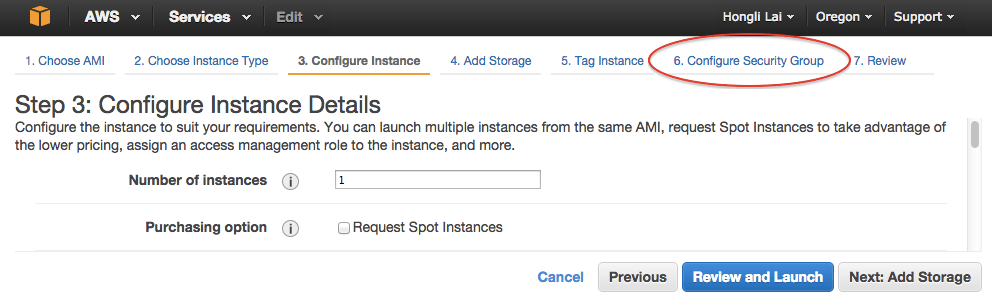 AWS Services Edit Hongli Lai Oregon Support
1. Choose AMI 2. Choose Instance Type 3. Configure Instance 4. Add Storage 5. Tag Instance 6. Configure Security Group 7. Review
Step 3: Configure Instance Details
Configure the instance to suit your requirements. You can launch multiple instances from the same AMI, request Spot Instances to take advantage of
the lower pricing, assign an access management role to the instance, and more.
Number of instances i 1
Purchasing option i Request Spot Instances
Cancel Previous Review and Launch Next: Add Storage